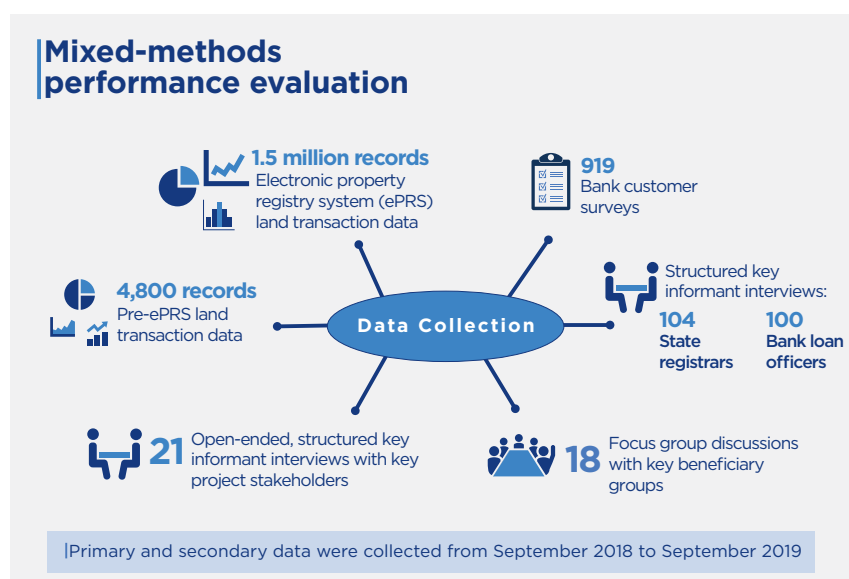 Mixed-methods
performance evaluation
1.5 million records
Electronic property
registry system (ePRS)
land transaction data
919
Bank customer
surveys
4,800 records
Pre-ePRS land
transaction data
Data Collection
Structured key
informant interviews:
104
State
registrars
100
Bank loan
officers
21
Open-ended, structured key
informant interviews with key
project stakeholders
18
Focus group discussions
with key beneficiary
groups
Primary and secondary data were collected from September 2018 to September 2019